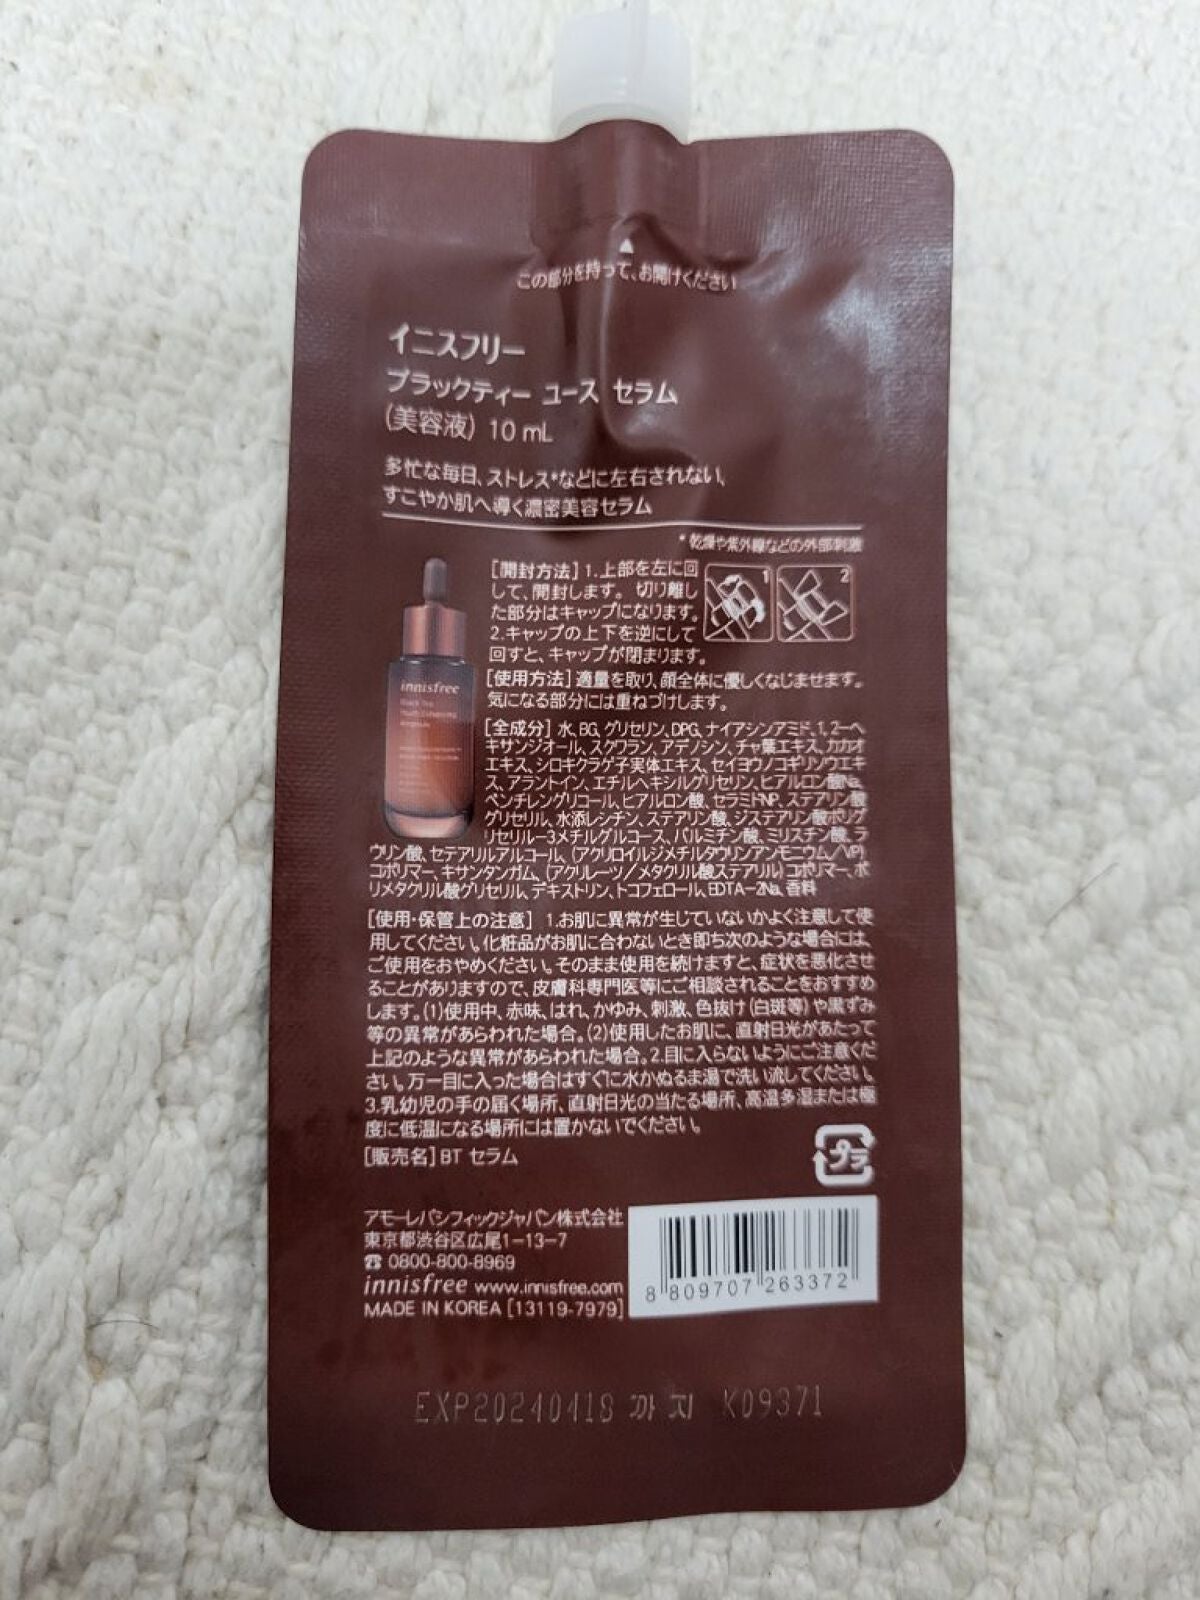 この部分を持って、お開けください
イニスフリー
ブラックティー ユース セラム
(美容液) 10 mL
多忙な毎日、ストレス*などに左右されない、
すこやか肌へ導く濃密美容セラム
* 乾燥や紫外線などの外部刺激
[開封方法] 1.上部を左に回
して、開封します。切り離し
た部分はキャップになります。
2.キャップの上下を逆にして
回すと、キャップが閉まります。
1
2
[使用方法] 適量を取り、顔全体に優しくなじませます。
気になる部分には重ねづけします。
innisfree
[全成分] 水、BG、グリセリン、DPG、ナイアシンアミド、1,2-ヘ
キサンジオール、スクワラン、アデノシン、チャ葉エキス、カカオ
エキス、シロキクラゲ子実体エキス、セイヨウノコギリソウエキ
ス、アラントイン、エチルヘキシルグリセリン、ヒアルロン酸Na、
ペンチレングリコール、ヒアルロン酸、セラミドNP、ステアリン酸
グリセリル、水添レシチン、ステアリン酸、ジステアリン酸ポリグ
リセリル-3メチルグルコース、パルミチン酸、ミリスチン酸、ラ
ウリン酸、セテアリルアルコール、(アクリロイルジメチルタウリンアンモニウム/VP)
コポリマー、キサンタンガム、(アクリレーツ/メタクリル酸ステアリル)コポリマー、ポ
リメタクリル酸グリセリル、デキストリン、トコフェロール、EDTA-2Na、香料
[使用・保管上の注意] 1.お肌に異常が生じていないかよく注意して使
用してください。化粧品がお肌に合わないとき即ち次のような場合には、
ご使用をおやめください。そのまま使用を続けますと、症状を悪化させ
ることがありますので、皮膚科専門医等にご相談されることをおすすめ
します。(1)使用中、赤味、はれ、かゆみ、刺激、色抜け(白斑等)や黒ずみ
等の異常があらわれた場合。(2)使用したお肌に、直射日光があたって
上記のような異常があらわれた場合。2.目に入らないようにご注意くだ
さい。万一目に入った場合はすぐに水かぬるま湯で洗い流してください。
3.乳幼児の手の届く場所、直射日光の当たる場所、高温多湿または極
度に低温になる場所には置かないでください。
[販売名] BT セラム
プラ
アモーレパシフィックジャパン株式会社
東京都渋谷区広尾1-13-7
☎ 0800-800-8969
innisfree www.innisfree.com
MADE IN KOREA [13119-7979]
8 809707 263372
EXP20240418 까지 K09371